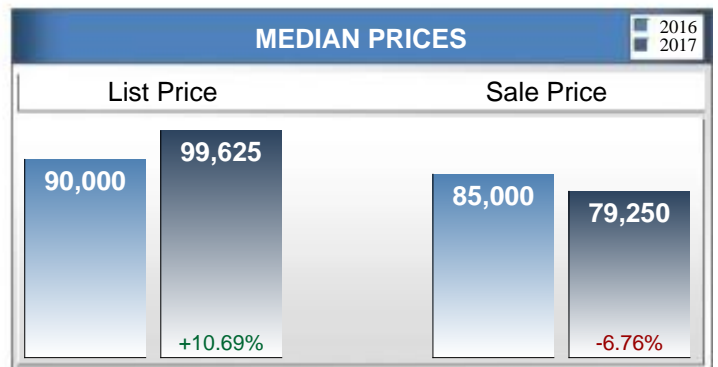 MEDIAN PRICES
2016
2017
List Price
Sale Price
90,000
99,625
+10.69%
85,000
79,250
-6.76%